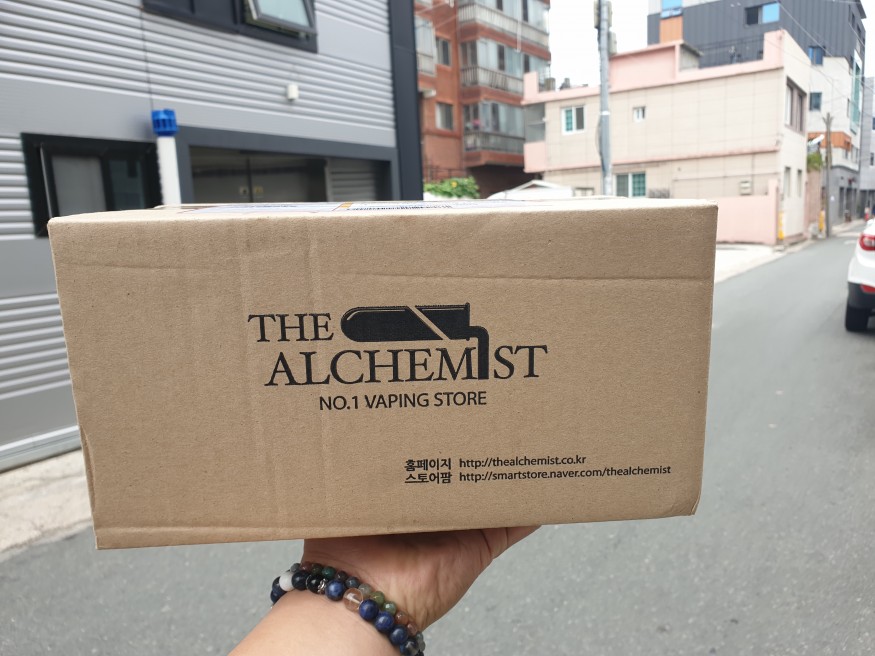 THE
ALCHEMIST
NO.1 VAPING STORE
홈페이지 http://thealchemist.co.kr
스토어팜 http://smartstore.naver.com/thealchemist